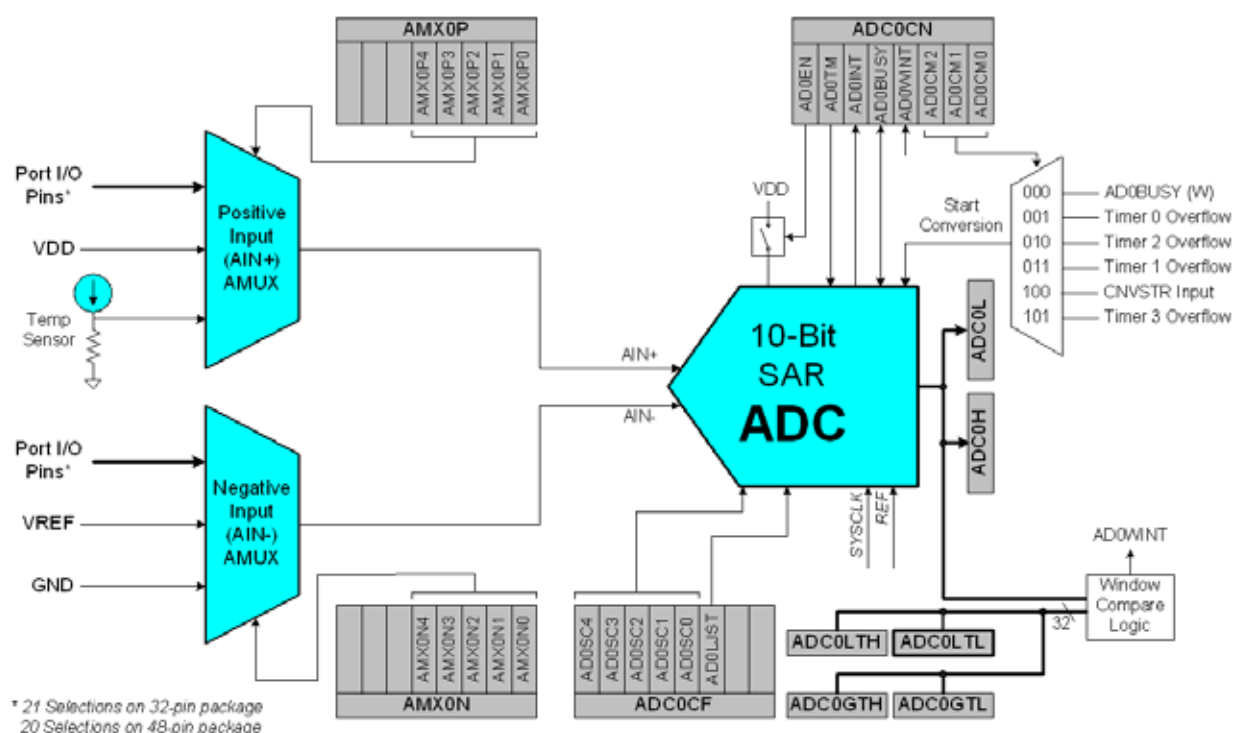 AMX0P
AMX0P4
AMX0P3
AMX0P2
AMX0P1
AMX0P0
ADC0CN
AD0EN
AD0TM
AD0INT
AD0BUSY
AD0WINT
AD0CM2
AD0CM1
AD0CM0
Port I/O
Pins*
VDD
Temp
Sensor
Positive
Input
(AIN+)
AMUX
VDD
Start
Conversion
000 AD0BUSY (W)
001 Timer 0 Overflow
010 Timer 2 Overflow
011 Timer 1 Overflow
100 CNVSTR Input
101 Timer 3 Overflow
AIN+
AIN-
10-Bit
SAR
ADC
ADC0L
ADC0H
Port I/O
Pins*
VREF
GND
Negative
Input
(AIN-)
AMUX
SYSCLK
REF
AD0WINT
Window
Compare
Logic
32
AMX0N4
AMX0N3
AMX0N2
AMX0N1
AMX0N0
AMX0N
AD0SC4
AD0SC3
AD0SC2
AD0SC1
AD0SC0
AD0LJST
ADC0CF
ADC0LTH
ADC0LTL
ADC0GTH
ADC0GTL
* 21 Selections on 32-pin package
20 Selections on 48-pin package